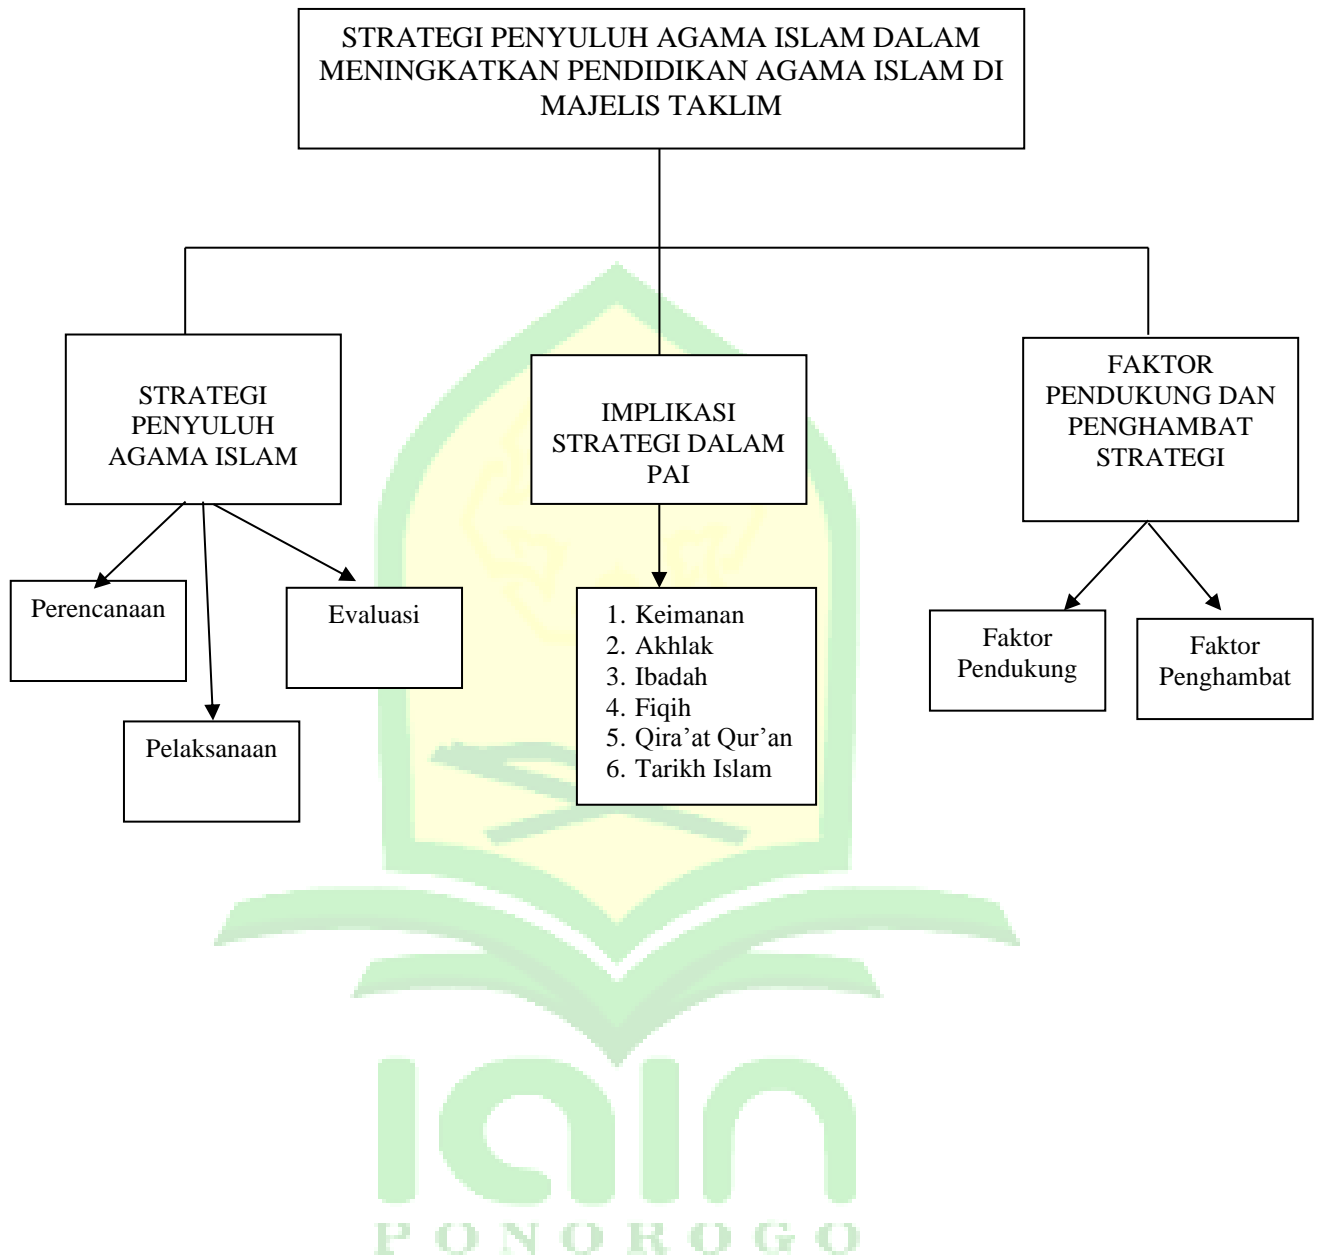 STRATEGI PENYULUH AGAMA ISLAM DALAM
MENINGKATKAN PENDIDIKAN AGAMA ISLAM DI
MAJELIS TAKLIM
STRATEGI
PENYULUH
AGAMA ISLAM
IMPLIKASI
STRATEGI DALAM
PAI
FAKTOR
PENDUKUNG DAN
PENGHAMBAT
STRATEGI
Perencanaan
Pelaksanaan
Evaluasi
1. Keimanan
2. Akhlak
3. Ibadah
4. Fiqih
5. Qira’at Qur’an
6. Tarikh Islam
Faktor
Pendukung
Faktor
Penghambat
iain
PONOROGO